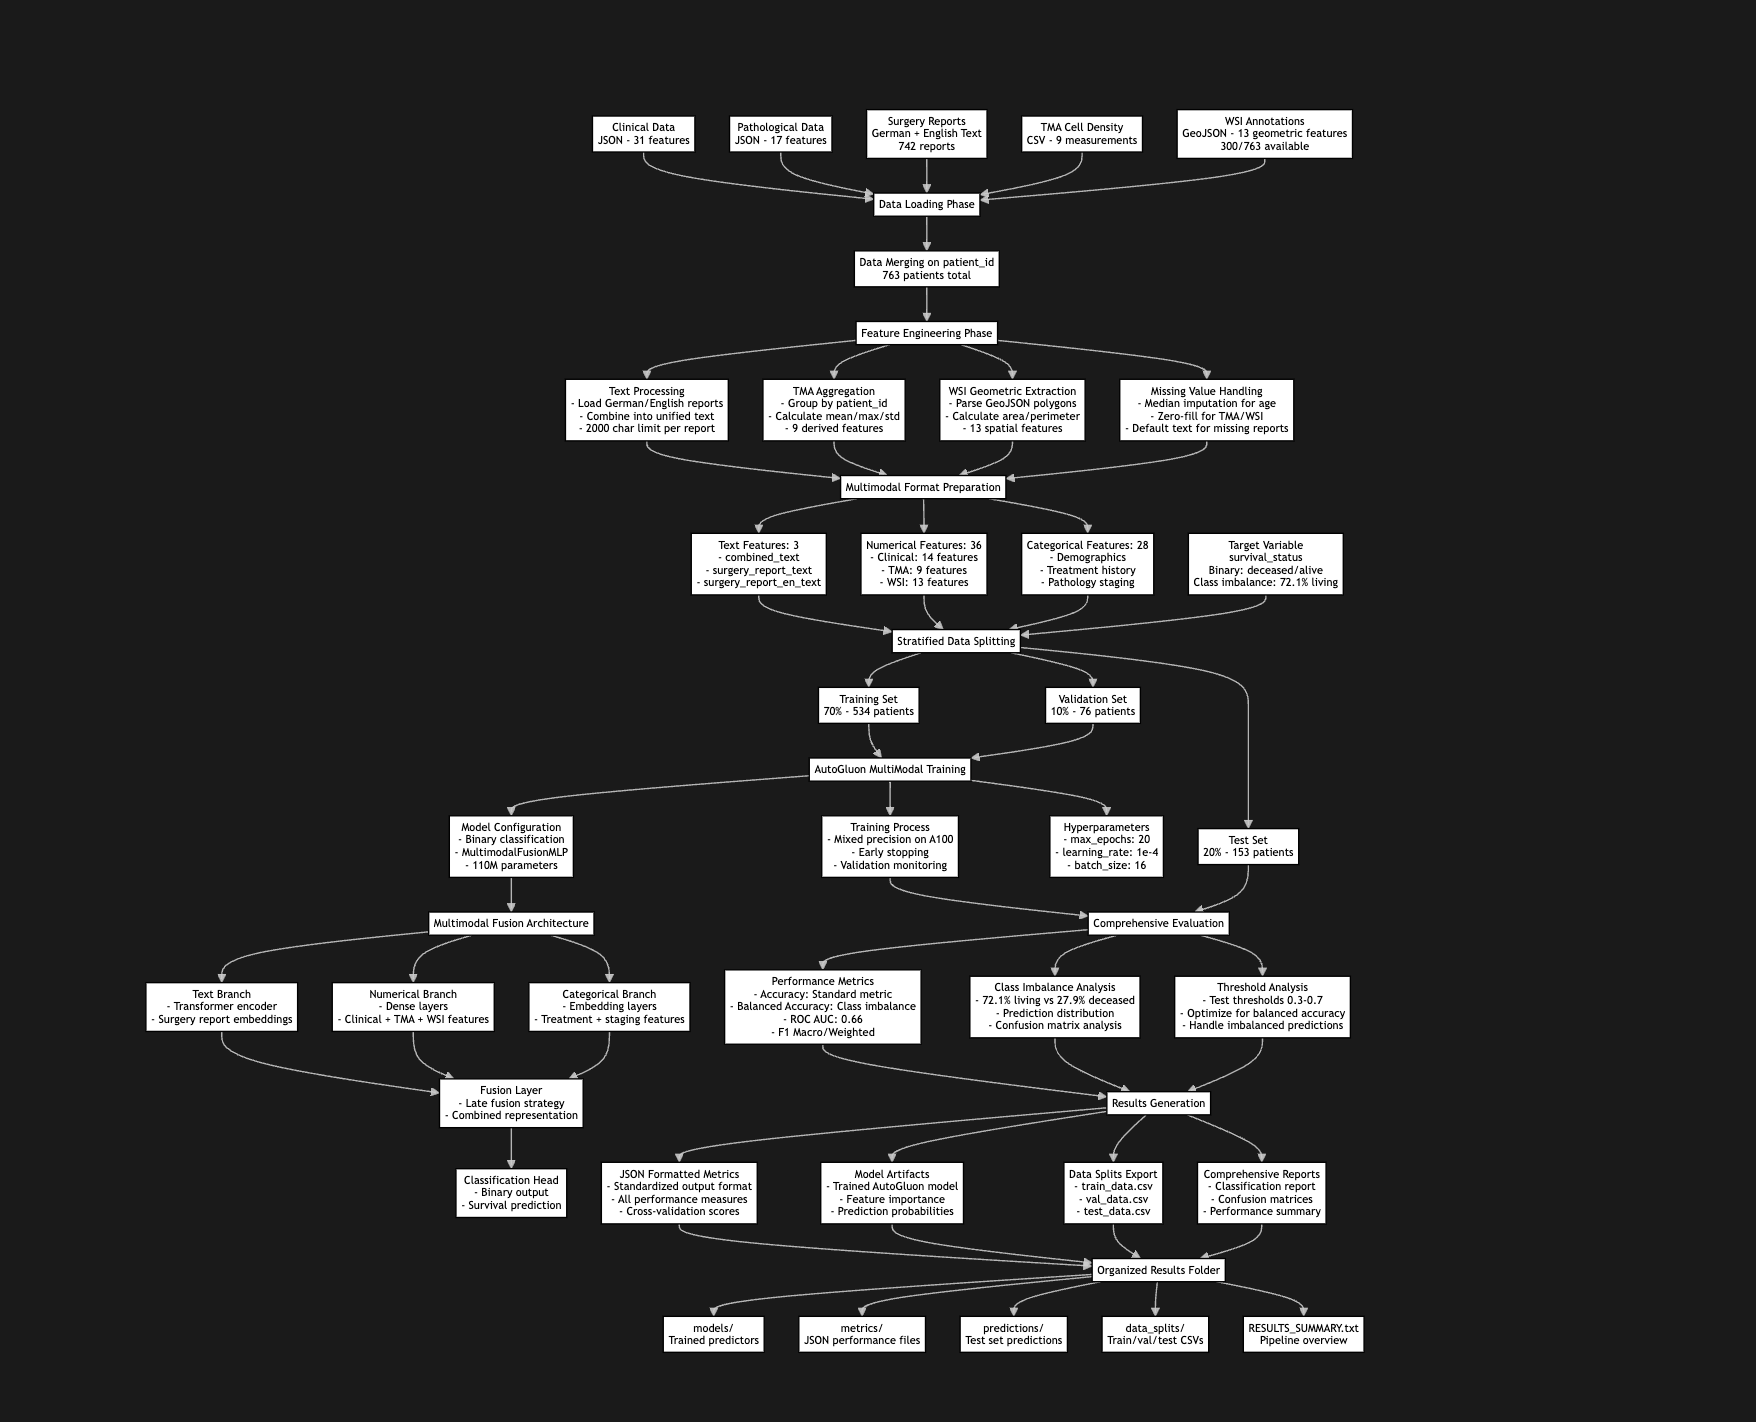 Clinical Data
JSON - 31 features
Pathological Data
JSON - 17 features
Surgery Reports
German + English Text
742 reports
TMA Cell Density
CSV - 9 measurements
WSI Annotations
GeoJSON - 13 geometric features
300/763 available
Data Loading Phase
Data Merging on patient_id
763 patients total
Feature Engineering Phase
Text Processing
- Load German/English reports
- Combine into unified text
- 2000 char limit per report
TMA Aggregation
- Group by patient_id
- Calculate mean/max/std
- 9 derived features
WSI Geometric Extraction
- Parse GeoJSON polygons
- Calculate area/perimeter
- 13 spatial features
Missing Value Handling
- Median imputation for age
- Zero-fill for TMA/WSI
- Default text for missing reports
Multimodal Format Preparation
Text Features: 3
- combined_text
- surgery_report_text
- surgery_report_en_text
Numerical Features: 36
- Clinical: 14 features
- TMA: 9 features
- WSI: 13 features
Categorical Features: 28
- Demographics
- Treatment history
- Pathology staging
Target Variable
survival_status
Binary: deceased/alive
Class imbalance: 72.1% living
Stratified Data Splitting
Training Set
70% - 534 patients
Validation Set
10% - 76 patients
AutoGluon MultiModal Training
Model Configuration
- Binary classification
- MultimodalFusionMLP
- 110M parameters
Training Process
- Mixed precision on A100
- Early stopping
- Validation monitoring
Hyperparameters
- max_epochs: 20
- learning_rate: 1e-4
- batch_size: 16
Test Set
20% - 153 patients
Multimodal Fusion Architecture
Comprehensive Evaluation
Text Branch
- Transformer encoder
- Surgery report embeddings
Numerical Branch
- Dense layers
- Clinical + TMA + WSI features
Categorical Branch
- Embedding layers
- Treatment + staging features
Performance Metrics
- Accuracy: Standard metric
- Balanced Accuracy: Class imbalance
- ROC AUC: 0.66
- F1 Macro/Weighted
Class Imbalance Analysis
- 72.1% living vs 27.9% deceased
- Prediction distribution
- Confusion matrix analysis
Threshold Analysis
- Test thresholds 0.3-0.7
- Optimize for balanced accuracy
- Handle imbalanced predictions
Fusion Layer
- Late fusion strategy
- Combined representation
Results Generation
Classification Head
- Binary output
- Survival prediction
JSON Formatted Metrics
- Standardized output format
- All performance measures
- Cross-validation scores
Model Artifacts
- Trained AutoGluon model
- Feature importance
- Prediction probabilities
Data Splits Export
- train_data.csv
- val_data.csv
- test_data.csv
Comprehensive Reports
- Classification report
- Confusion matrices
- Performance summary
Organized Results Folder
models/
Trained predictors
metrics/
JSON performance files
predictions/
Test set predictions
data_splits/
Train/val/test CSVs
RESULTS_SUMMARY.txt
Pipeline overview